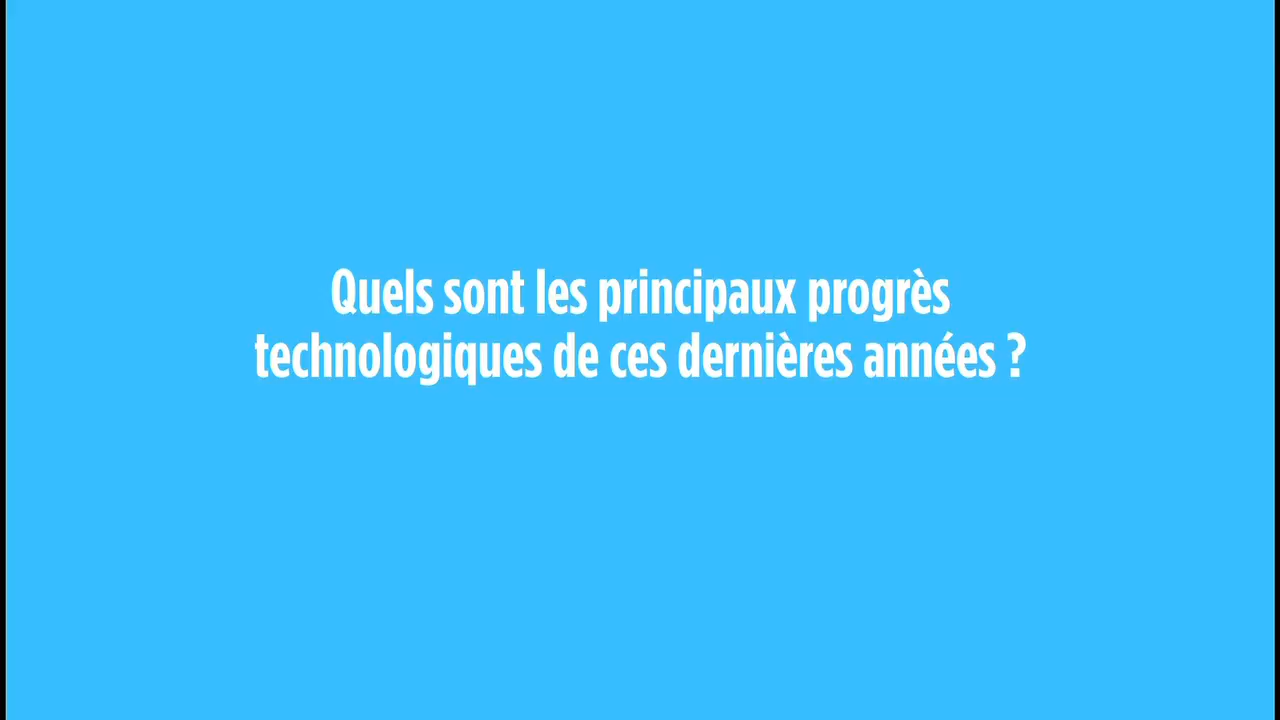 Quels sont les principaux progrès
technologiques de ces dernières années ?